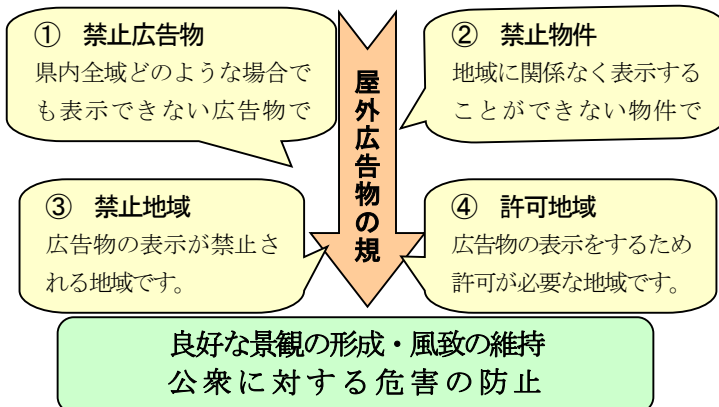 ① 禁止広告物
県内全域どのような場合で
も表示できない広告物で
② 禁止物件
地域に関係なく表示する
ことができない物件で
屋外広告物の規
③ 禁止地域
広告物の表示が禁止さ
れる地域です。
④ 許可地域
広告物の表示をするため
許可が必要な地域です。
良好な景観の形成・風致の維持
公衆に対する危害の防止